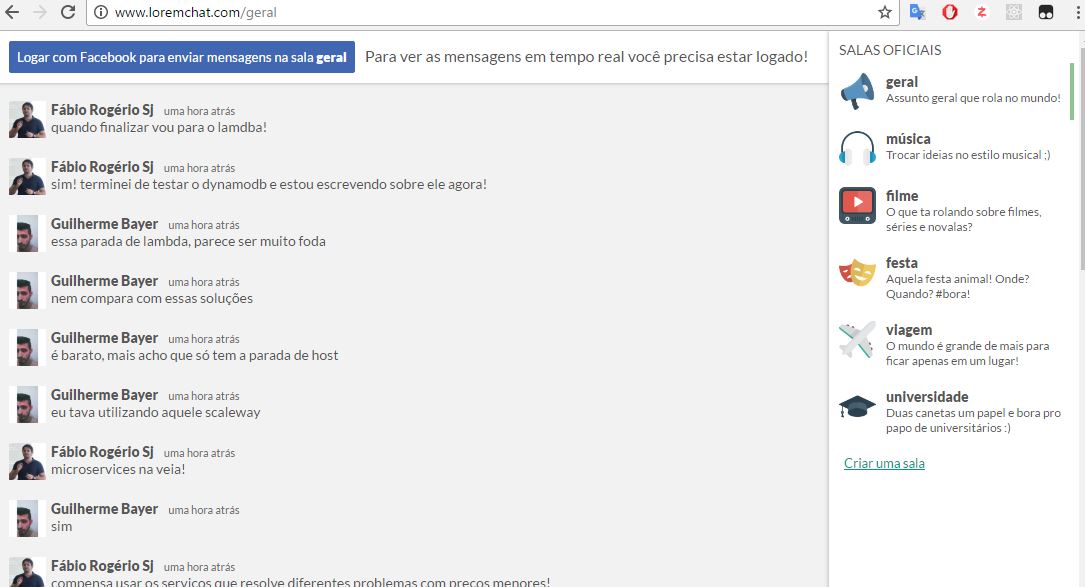 www.loremchat.com/geral
Logar com Facebook para enviar mensagens na sala geral
Para ver as mensagens em tempo real você precisa estar logado!
Fábio Rogério Sj uma hora atrás
quando finalizar vou para o lamdba!
Fábio Rogério Sj uma hora atrás
sim! terminei de testar o dynamodb e estou escrevendo sobre ele agora!
Guilherme Bayer uma hora atrás
essa parada de lambda, parece ser muito foda
Guilherme Bayer uma hora atrás
nem compara com essas soluções
Guilherme Bayer uma hora atrás
é barato, mais acho que só tem a parada de host
Guilherme Bayer uma hora atrás
eu tava utilizando aquele scaleway
Fábio Rogério Sj uma hora atrás
microservices na veia!
Guilherme Bayer uma hora atrás
sim
Fábio Rogério Sj uma hora atrás
compensa usar os serviços que resolve diferentes problemas com preços menores!
SALAS OFICIAIS
geral
Assunto geral que rola no mundo!
música
Trocar ideias no estilo musical ;)
filme
O que ta rolando sobre filmes,
séries e novalas?
festa
Aquela festa animal! Onde?
Quando? #bora!
viagem
O mundo é grande de mais para
ficar apenas em um lugar!
universidade
Duas canetas um papel e bora pro
papo de universitários :)
Criar uma sala